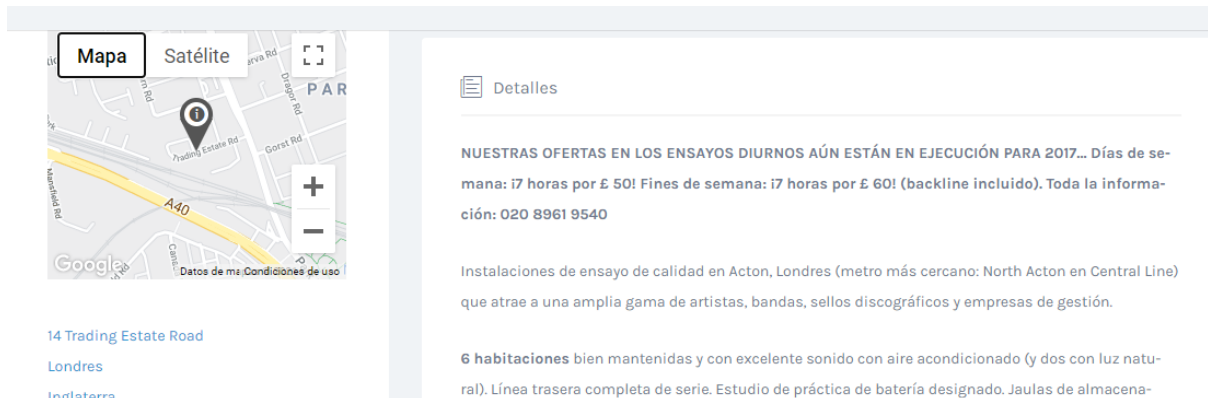 Mapa
Satélite
Dragor Rd
PAR
Trading Estate Rd
Gorst Rd
Mansfield Rd
A40
Google
Datos de ma
Condiciones de uso
14 Trading Estate Road
Londres
Inglaterra
Detalles
NUESTRAS OFERTAS EN LOS ENSAYOS DIURNOS AÚN ESTÁN EN EJECUCIÓN PARA 2017... Días de se-
mana: ¡7 horas por £ 50! Fines de semana: ¡7 horas por £ 60! (backline incluido). Toda la informa-
ción: 020 8961 9540
Instalaciones de ensayo de calidad en Acton, Londres (metro más cercano: North Acton en Central Line)
que atrae a una amplia gama de artistas, bandas, sellos discográficos y empresas de gestión.
6 habitaciones bien mantenidas y con excelente sonido con aire acondicionado (y dos con luz natu-
ral). Línea trasera completa de serie. Estudio de práctica de batería designado. Jaulas de almacena-